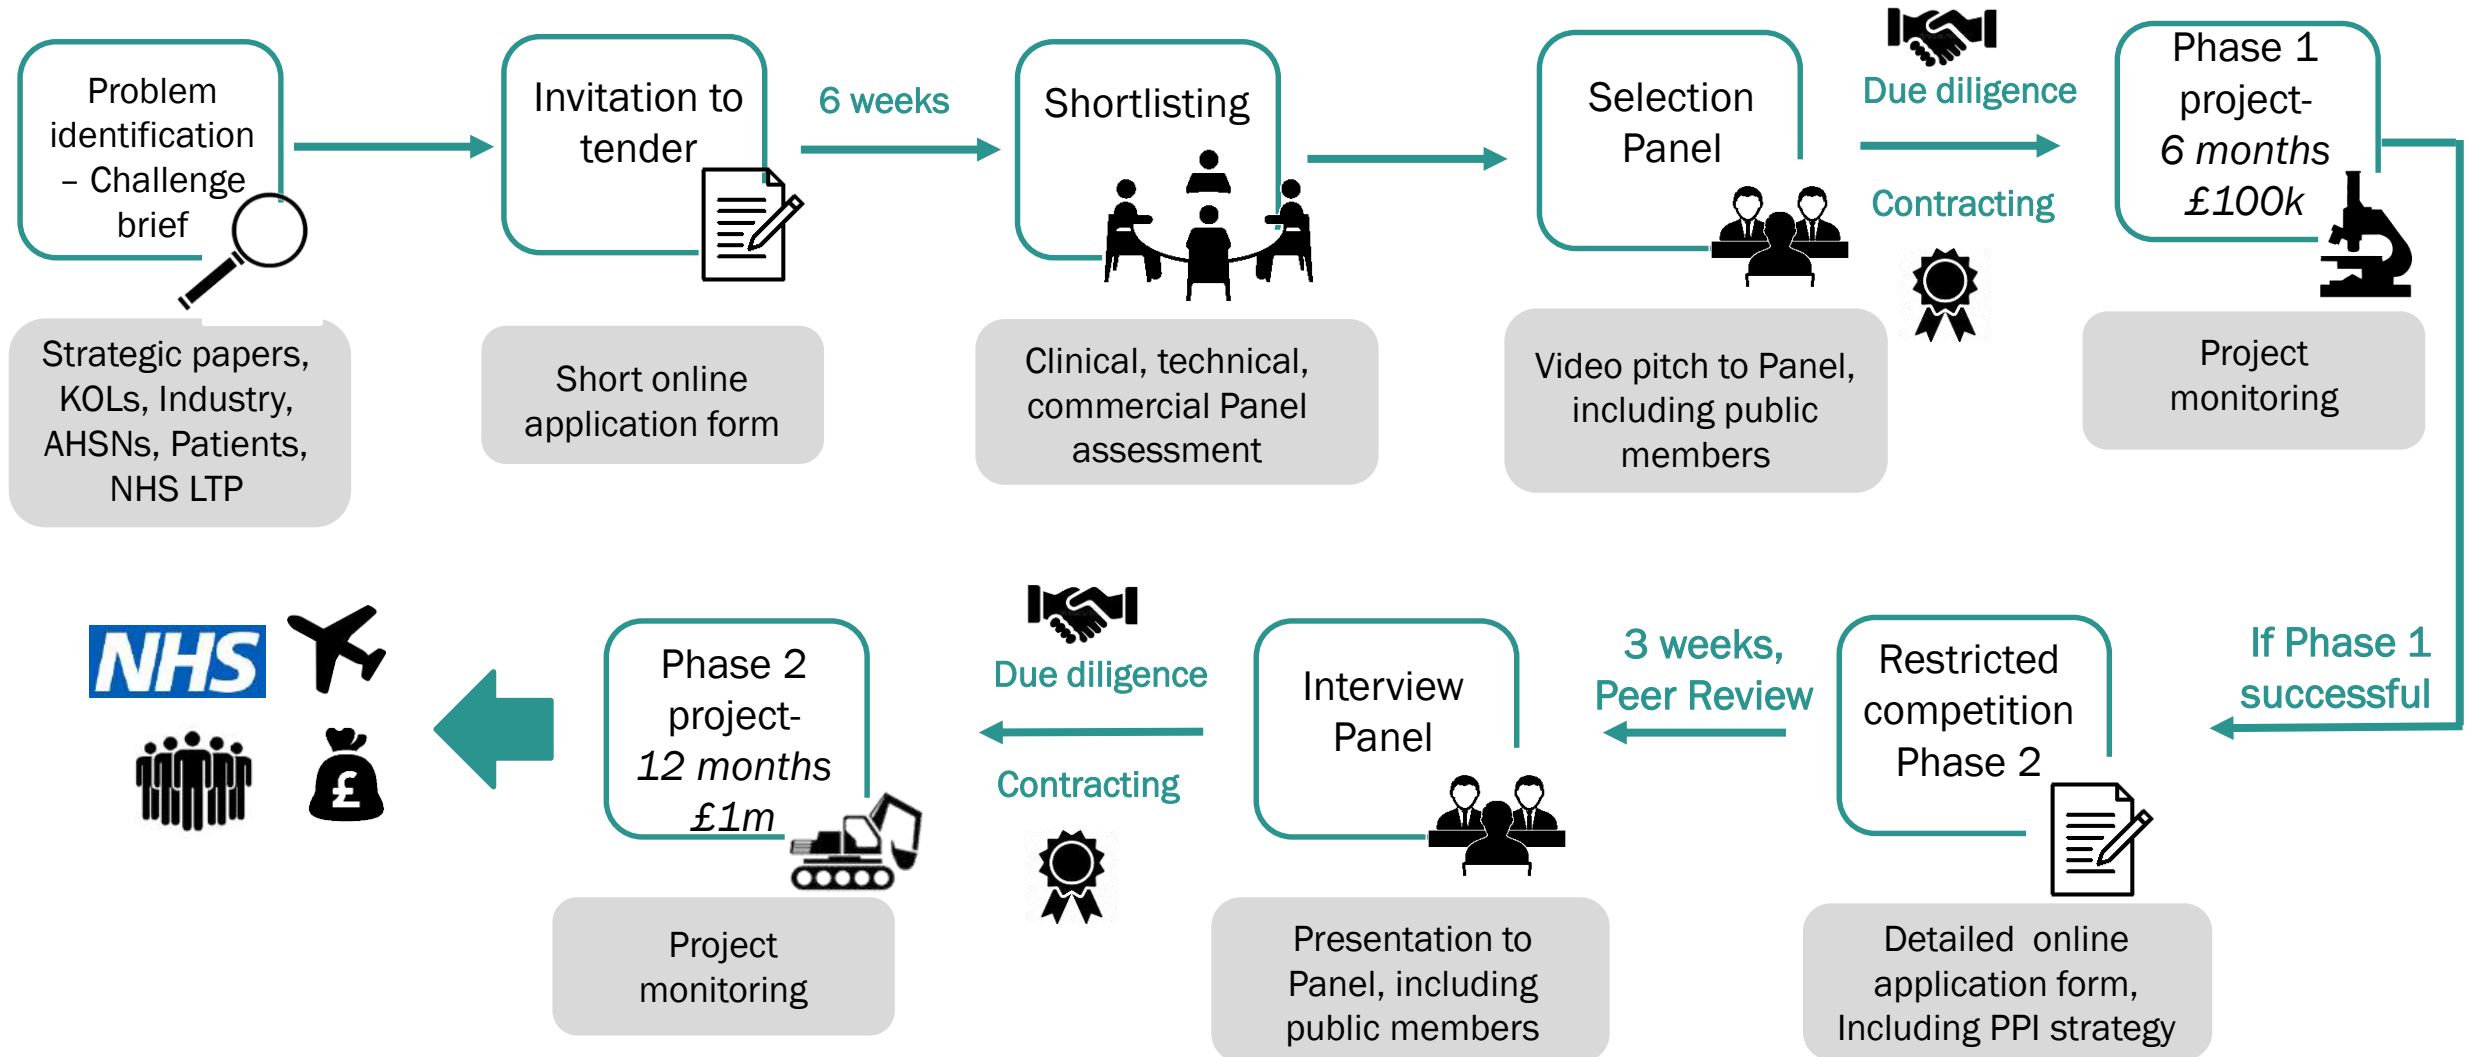 Problem
identification
– Challenge
brief
Strategic papers,
KOLs, Industry,
AHSNs, Patients,
NHS LTP
Invitation to
tender
Short online
application form
6 weeks
Shortlisting
Clinical, technical,
commercial Panel
assessment
Selection
Panel
Video pitch to Panel,
including public
members
Due diligence
Contracting
Phase 1
project-
6 months
£100k
Project
monitoring
If Phase 1
successful
Restricted
competition
Phase 2
Detailed online
application form,
Including PPI strategy
3 weeks,
Peer Review
Interview
Panel
Presentation to
Panel, including
public members
Due diligence
Contracting
Phase 2
project-
12 months
£1m
Project
monitoring
NHS
£